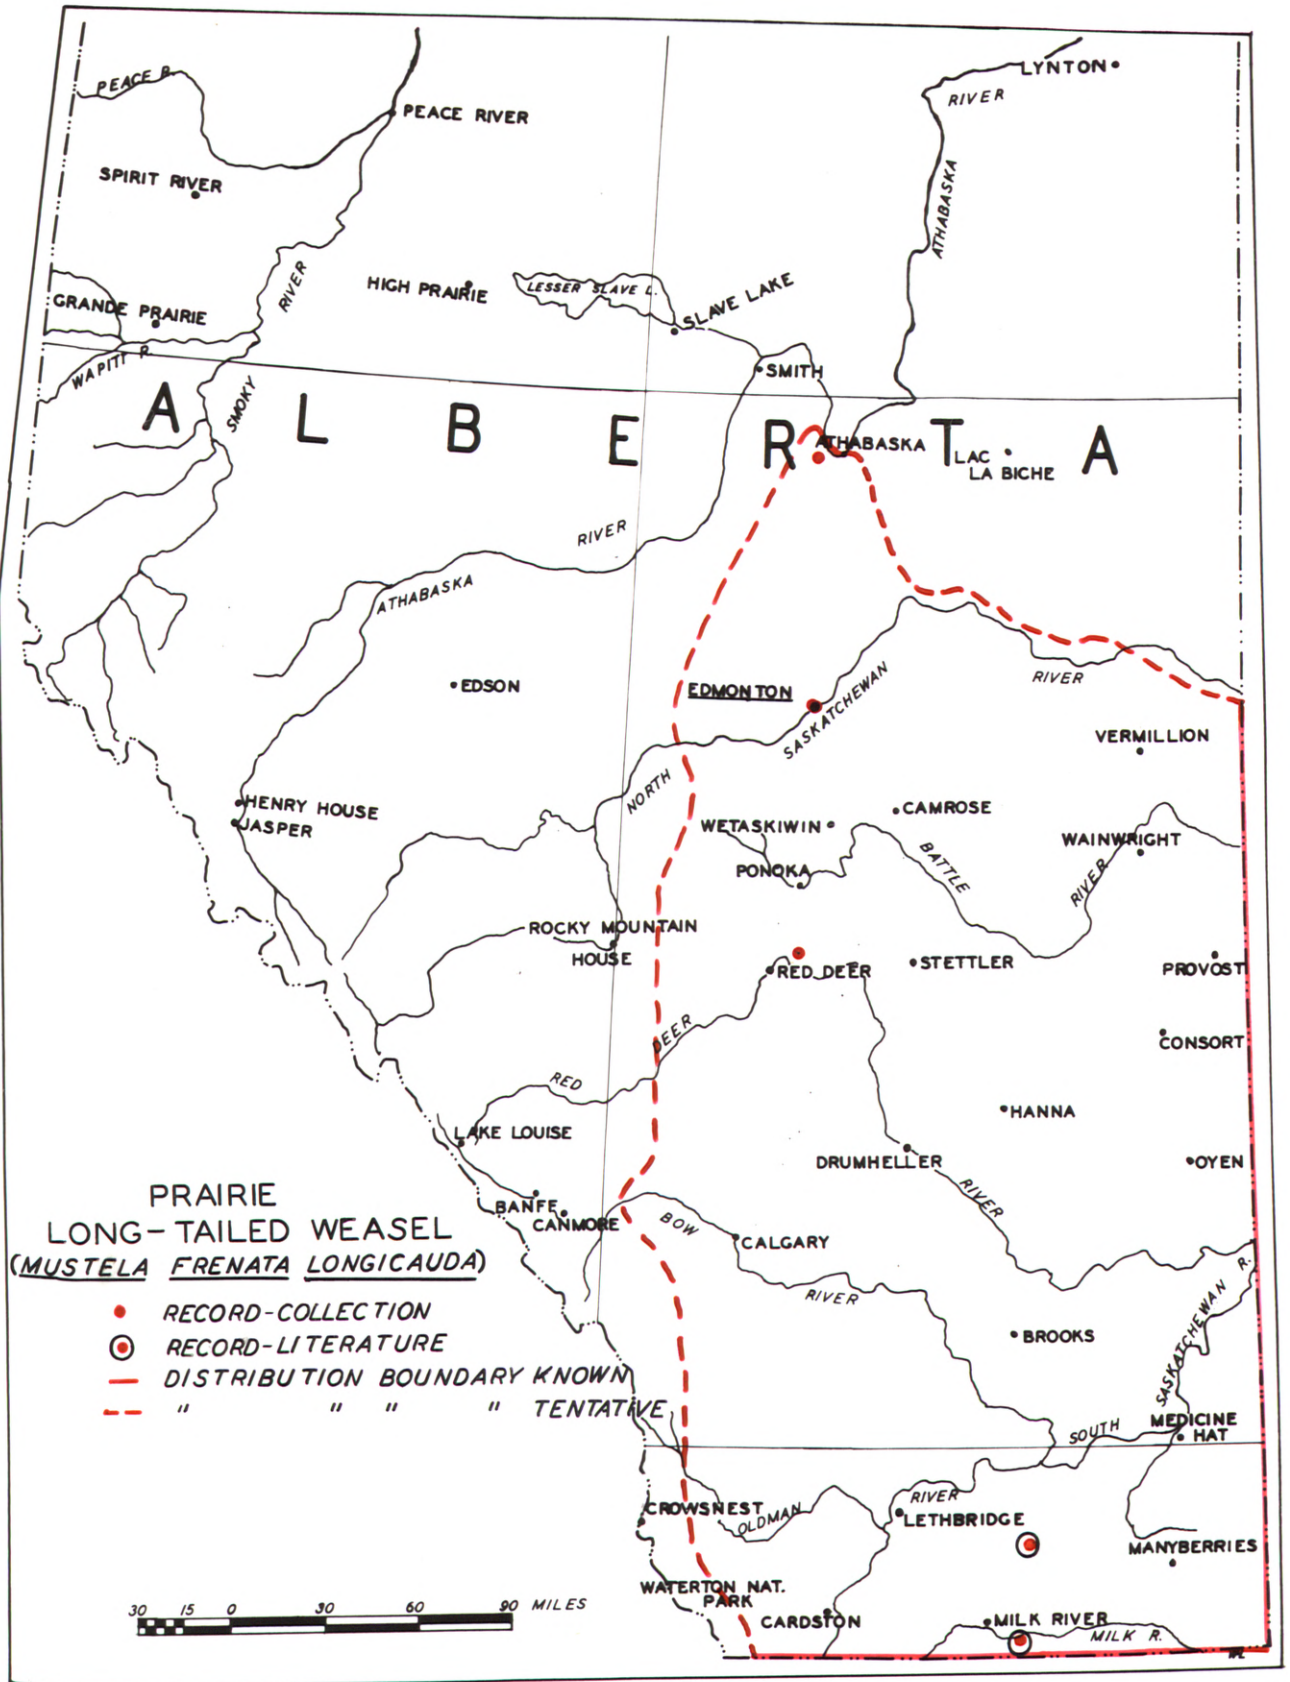 LYNTON
RIVER
PEACE R.
PEACE RIVER
SPIRIT RIVER
ATHABASKA
RIVER
HIGH PRAIRIE
LESSER SLAVE L.
SLAVE LAKE
GRANDE PRAIRIE
WAPITI R.
SMITH
SMOKY
ALBERTA
ATHABASKA
LAC
LA BICHE
RIVER
ATHABASKA
EDSON
EDMONTON
SASKATCHEWAN
RIVER
VERMILLION
NORTH
HENRY HOUSE
JASPER
WETASKIWIN
CAMROSE
WAINWRIGHT
PONOKA
BATTLE
RIVER
ROCKY MOUNTAIN
HOUSE
RED DEER
STETTLER
PROVOST
CONSORT
DEER
RED
HANNA
LAKE LOUISE
DRUMHELLER
OYEN
RIVER
BANFF
CANMORE
BOW
CALGARY
RIVER
PRAIRIE
LONG-TAILED WEASEL
(MUSTELA FRENATA LONGICAUDA)
RECORD-COLLECTION
RECORD-LITERATURE
DISTRIBUTION BOUNDARY KNOWN
" " " " TENTATIVE
BROOKS
SASKATCHEWAN R.
SOUTH
MEDICINE
HAT
CROWSNEST
OLDMAN
RIVER
LETHBRIDGE
MANYBERRIES
WATERTON NAT.
PARK
CARDSTON
MILK RIVER
MILK R.
30 15 0 30 60 90 MILES